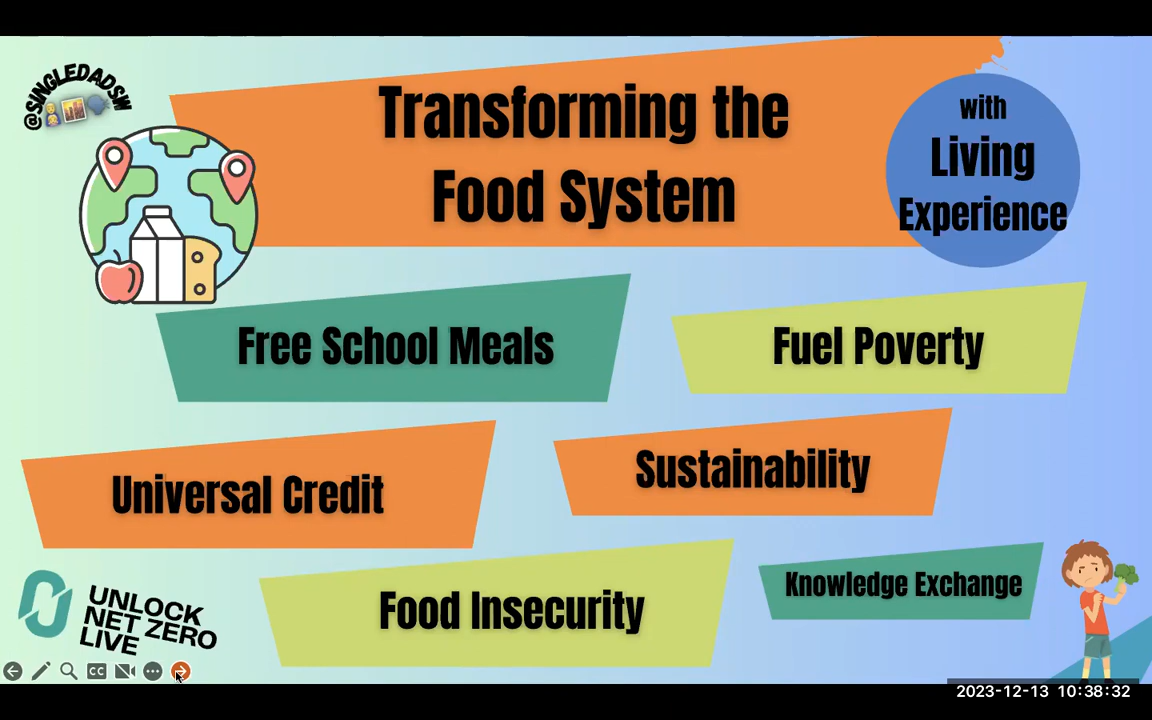 @SINGLEDADSW
Transforming the
Food System
with
Living
Experience
Free School Meals
Fuel Poverty
Universal Credit
Sustainability
Food Insecurity
Knowledge Exchange
UNLOCK
NET ZERO
LIVE
CC
2023-12-13 10:38:32